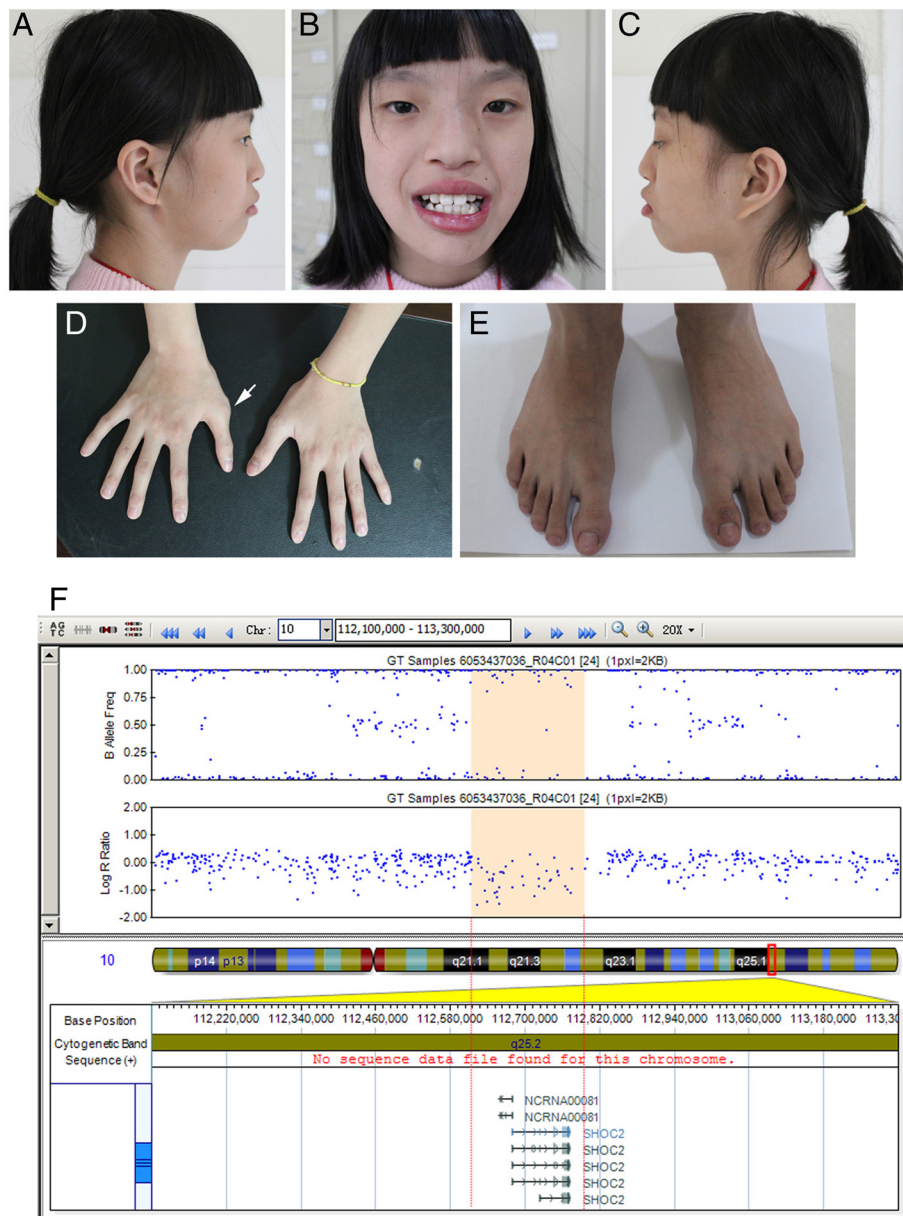 A
B
C
D
E
F
AG
TC
Chr: 10 112,100,000 - 113,300,000 20X
GT Samples 6053437036_R04C01 [24] (1pxl=2KB)
B Allele Freq
1.00
0.75
0.50
0.25
0.00
GT Samples 6053437036_R04C01 [24] (1pxl=2KB)
Log R Ratio
2.00
1.00
0.00
-1.00
-2.00
10 p14 p13 q21.1 q21.3 q23.1 q25.1
Base Position 112,220,000 112,340,000 112,460,000 112,580,000 112,700,000 112,820,000 112,940,000 113,060,000 113,180,000 113,30
Cytogenetic Band q25.2
Sequence (+) No sequence data file found for this chromosome.
NCRNA00081
NCRNA00081
SHOC2
SHOC2
SHOC2
SHOC2
SHOC2